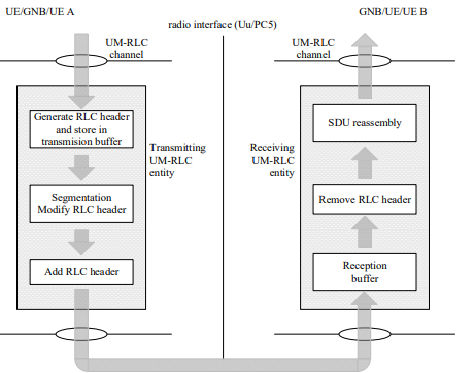 UE/GNB/UE A
GNB/UE/UE B
radio interface (Uu/PC5)
UM-RLC
channel
UM-RLC
channel
Generate RLC header
and store in
transmision buffer
Transmitting
UM-RLC
entity
Segmentation
Modify RLC header
Add RLC header
Receiving
UM-RLC
entity
SDU reassembly
Remove RLC header
Reception
buffer